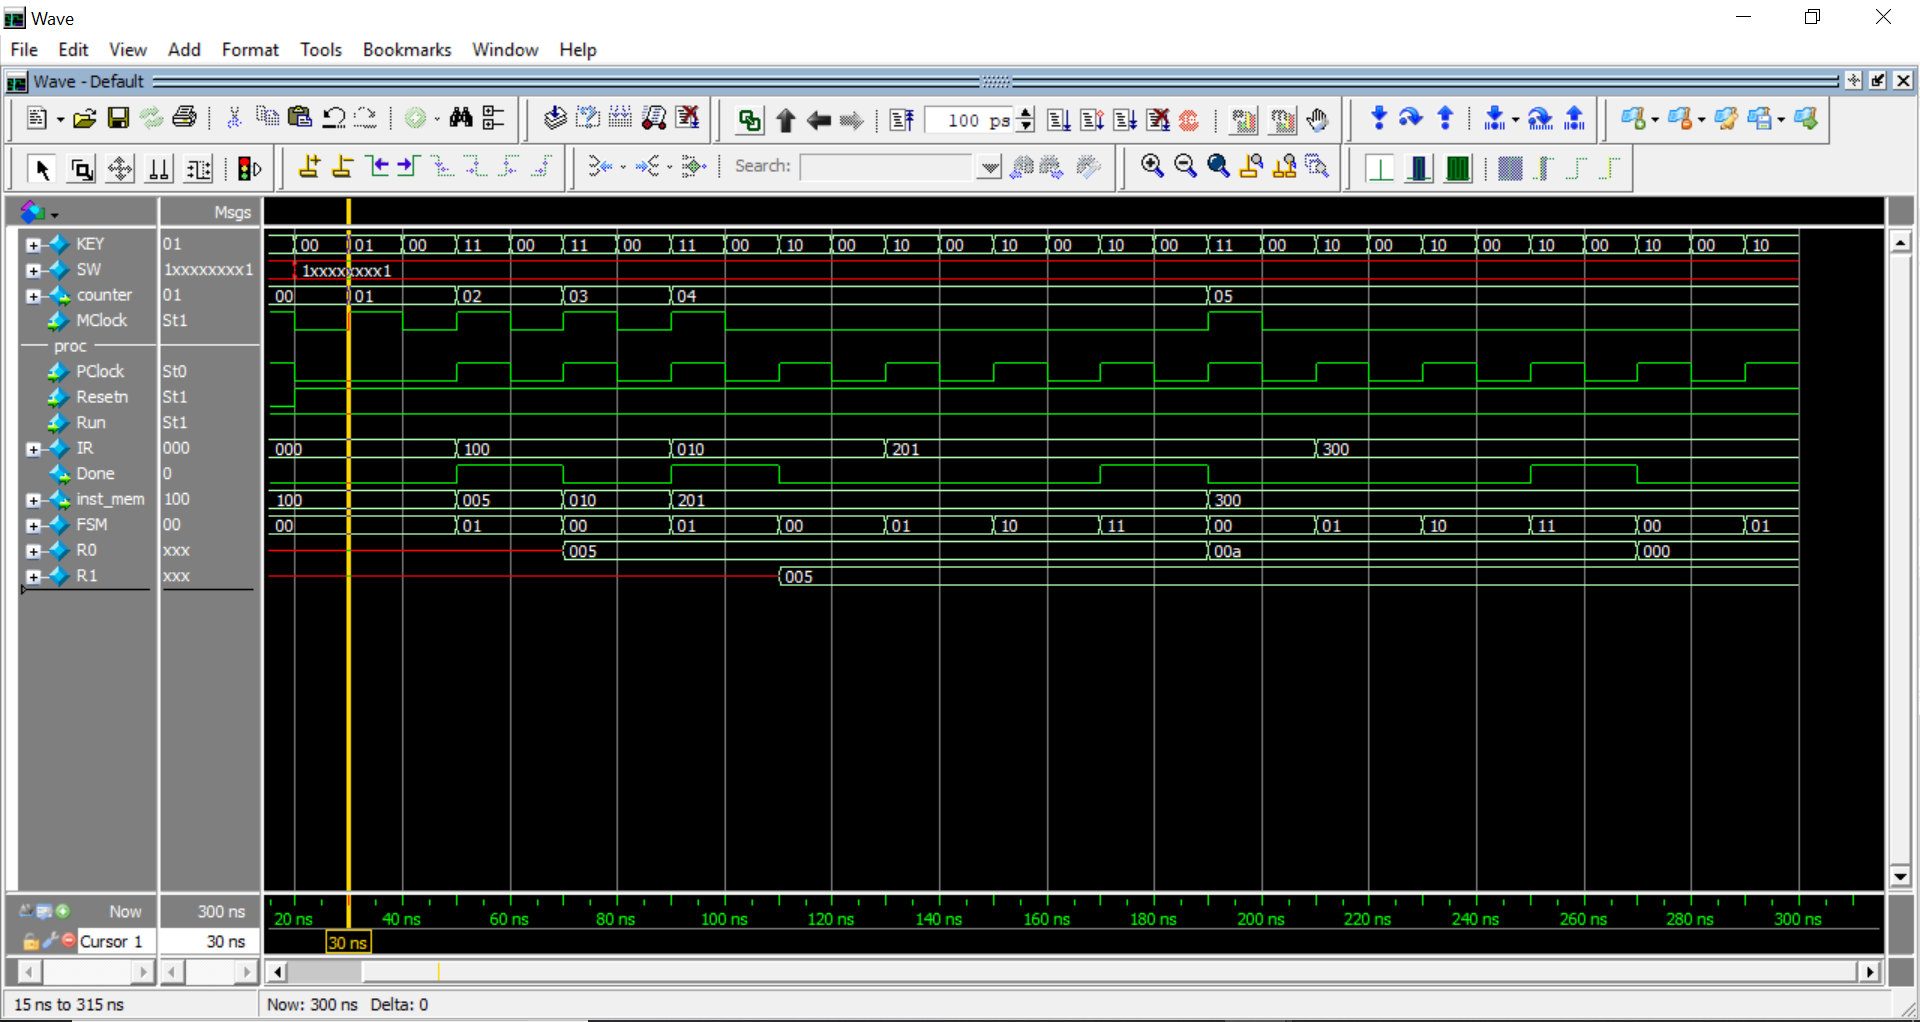 Wave
File Edit View Add Format Tools Bookmarks Window Help
Wave - Default
100 ps
Search:
Msgs
KEY 01 00 01 00 11 00 11 00 11 00 10 00 10 00 10 00 10 00 11 00 10 00 10 00 10 00 10 00 10
SW 1xxxxxxxx1 1xxxxxxxx1
counter 01 00 01 02 03 04 05
MClock St1
proc
PClock St0
Resetn St1
Run St1
IR 000 000 100 010 201 300
Done 0
inst_mem 100 100 005 010 201 300
FSM 00 00 01 00 01 00 01 10 11 00 01 10 11 00 01
R0 xxx 005 00a 000
R1 xxx 005
Now 300 ns 20 ns 40 ns 60 ns 80 ns 100 ns 120 ns 140 ns 160 ns 180 ns 200 ns 220 ns 240 ns 260 ns 280 ns 300 ns
Cursor 1 30 ns 30 ns
15 ns to 315 ns Now: 300 ns Delta: 0